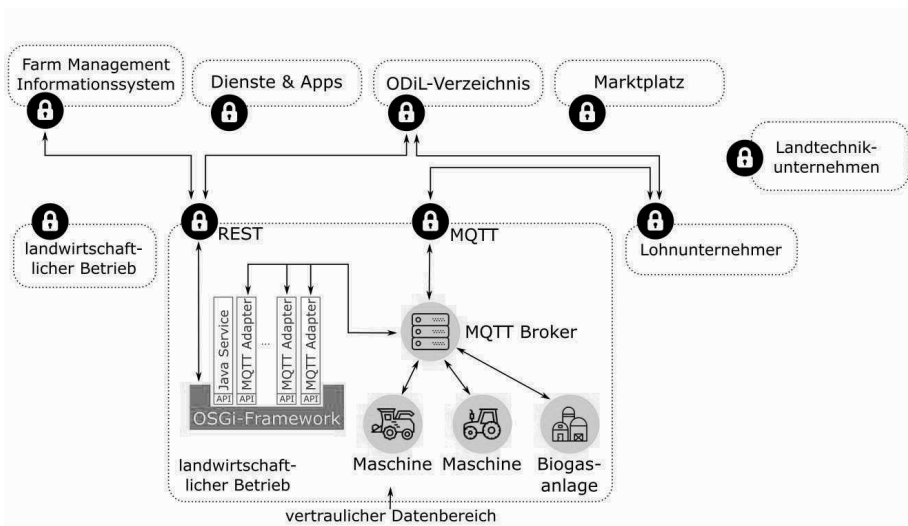 Farm Management
Informationssystem
Dienste & Apps
ODiL-Verzeichnis
Marktplatz
Landtechnik-
unternehmen
landwirtschaft-
licher Betrieb
REST
MQTT
Lohnunternehmer
Java Service
MQTT Adapter
...
MQTT Adapter
MQTT Adapter
API
API
API
API
OSGi-Framework
MQTT Broker
Maschine
Maschine
Biogas-
anlage
landwirtschaft-
licher Betrieb
vertraulicher Datenbereich